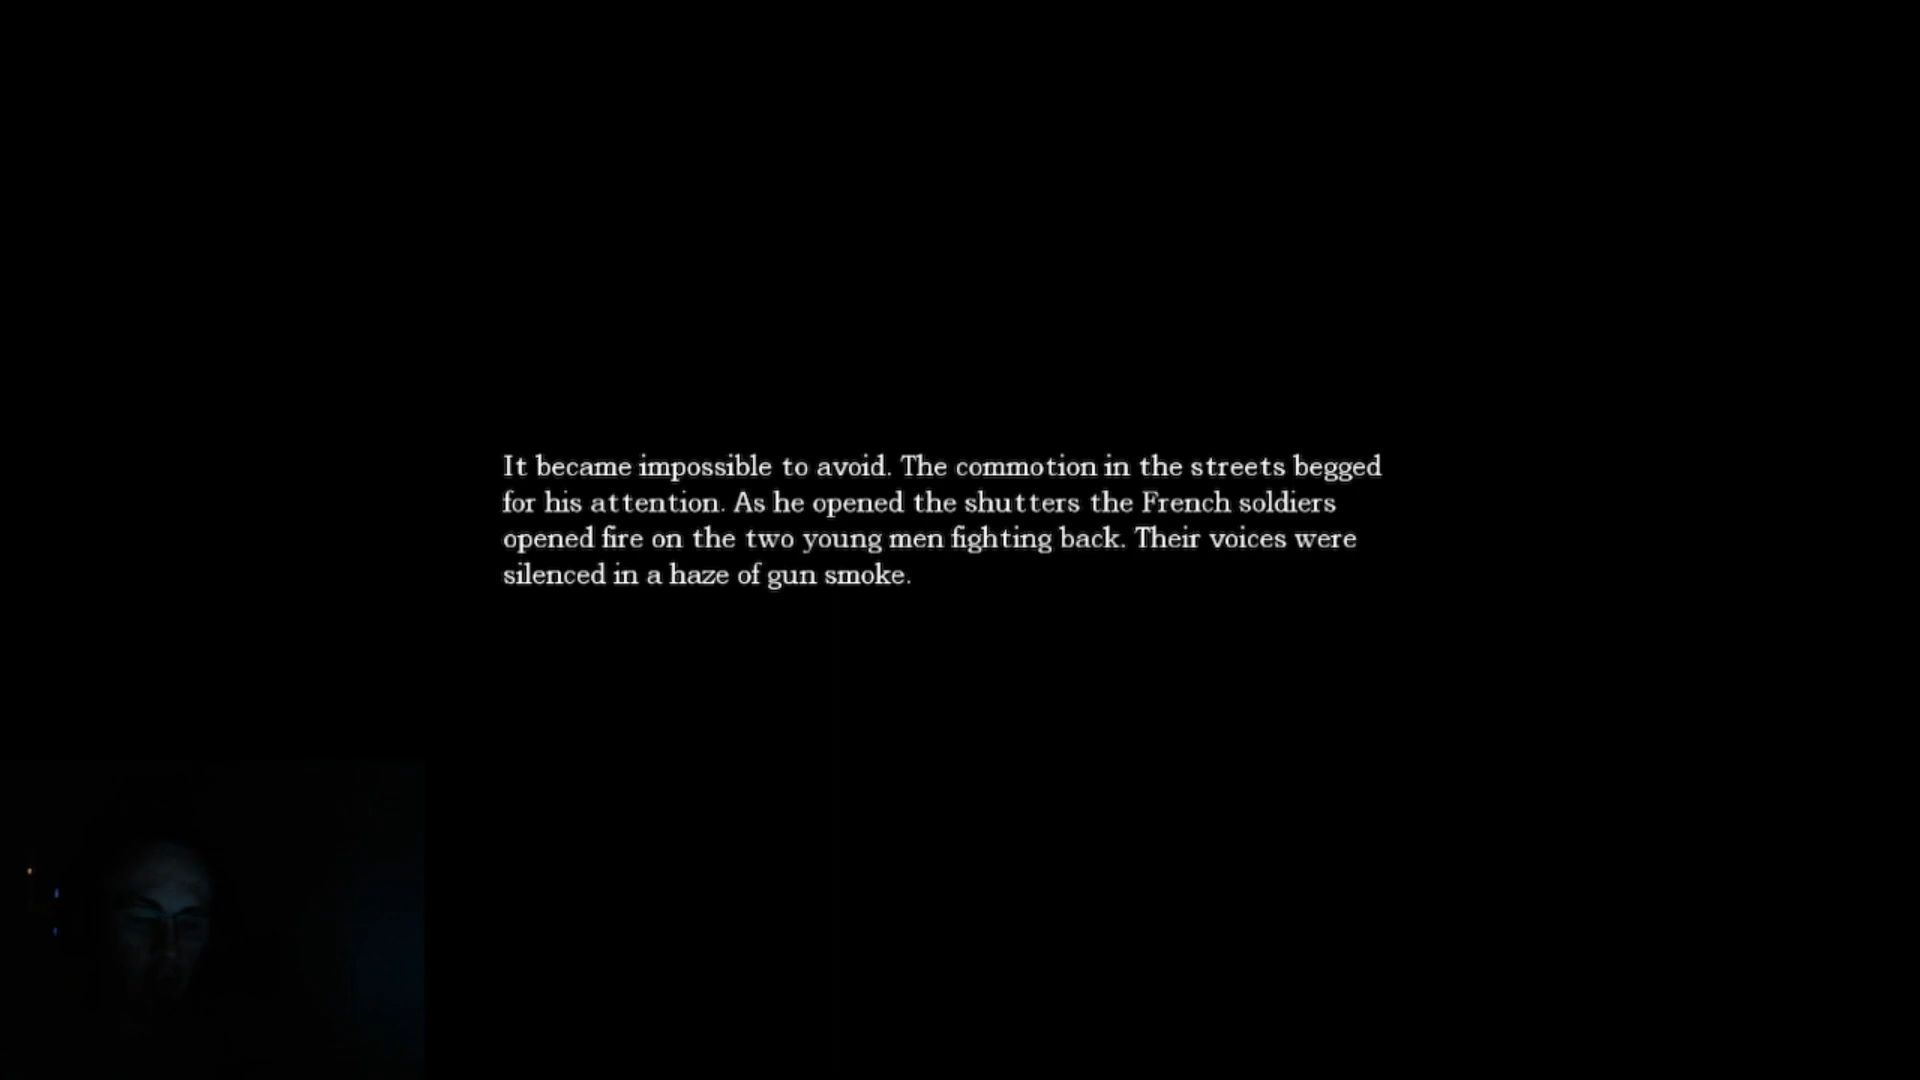 It became impossible to avoid. The commotion in the streets begged
for his attention. As he opened the shutters the French soldiers
opened fire on the two young men fighting back. Their voices were
silenced in a haze of gun smoke.